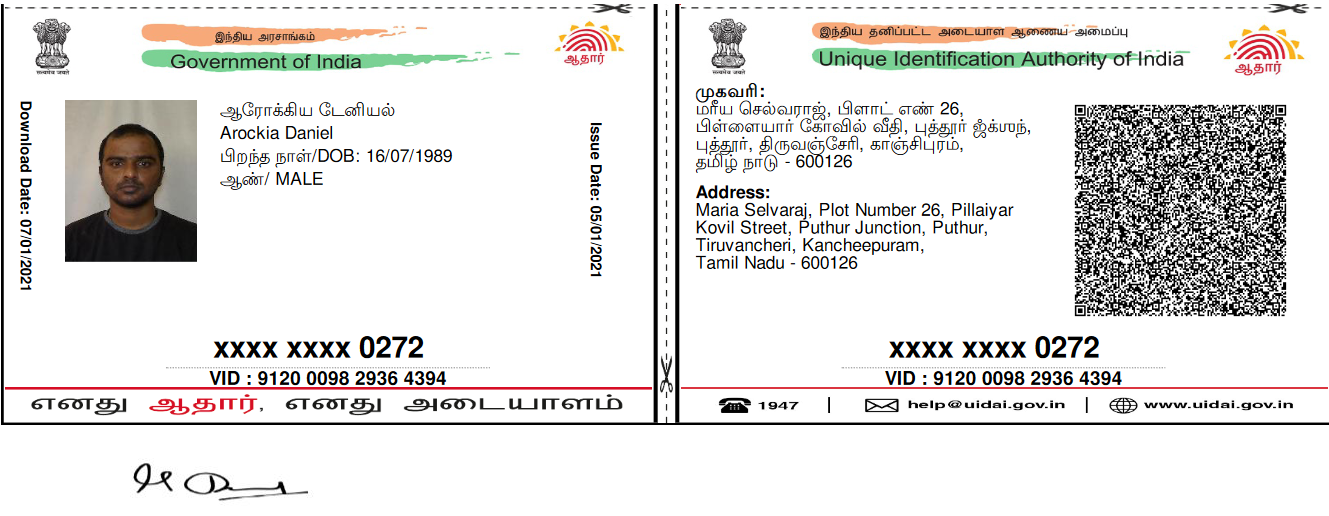 இந்திய அரசாங்கம்
Government of India
ஆதார்
Download Date: 07/01/2021
ஆரோக்கிய டேனியல்
Arockia Daniel
பிறந்த நாள்/DOB: 16/07/1989
ஆண்/ MALE
Issue Date: 05/01/2021
xxxx xxxx 0272
VID : 9120 0098 2936 4394
எனது ஆதார், எனது அடையாளம்
இந்திய தனிப்பட்ட அடையாள ஆணைய அமைப்பு
Unique Identification Authority of India
ஆதார்
முகவரி:
மரிய செல்வராஜ், பிளாட் எண் 26,
பிள்ளையார் கோவில் வீதி, புத்தூர்
புத்தூர், திருவஞ்சேரி, காஞ்சிபுரம்,
தமிழ் நாடு - 600126
Address:
Maria Selvaraj, Plot Number 26, Pillaiyar
Kovil Street, Puthur Junction, Puthur,
Tiruvancheri, Kancheepuram,
Tamil Nadu - 600126
xxxx xxxx 0272
VID : 9120 0098 2936 4394
1947 | help@uidai.gov.in | www.uidai.gov.in